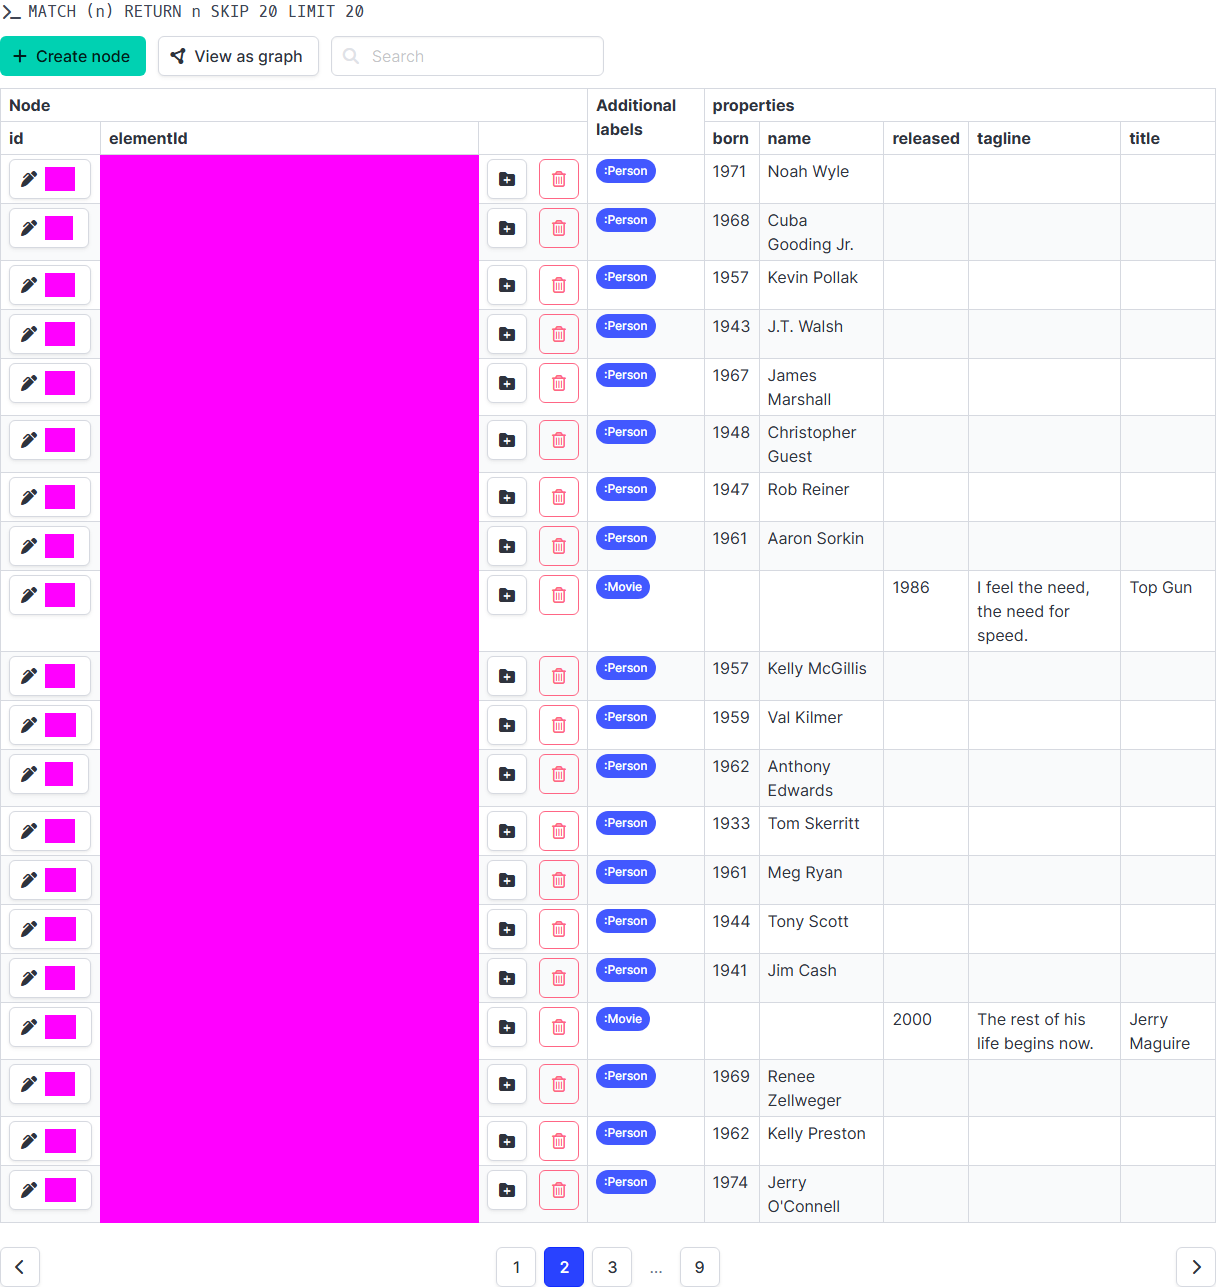 MATCH (n) RETURN n SKIP 20 LIMIT 20
+ Create node
View as graph
Search
Node
Additional labels
properties
id
elementId
born
name
released
tagline
title
:Person
1971
Noah Wyle
:Person
1968
Cuba
Gooding Jr.
:Person
1957
Kevin Pollak
:Person
1943
J.T. Walsh
:Person
1967
James
Marshall
:Person
1948
Christopher
Guest
:Person
1947
Rob Reiner
:Person
1961
Aaron Sorkin
:Movie
1986
I feel the need,
the need for
speed.
Top Gun
:Person
1957
Kelly McGillis
:Person
1959
Val Kilmer
:Person
1962
Anthony
Edwards
:Person
1933
Tom Skerritt
:Person
1961
Meg Ryan
:Person
1944
Tony Scott
:Person
1941
Jim Cash
:Movie
2000
The rest of his
life begins now.
Jerry
Maguire
:Person
1969
Renee
Zellweger
:Person
1962
Kelly Preston
:Person
1974
Jerry
O'Connell
1 2 3 ... 9